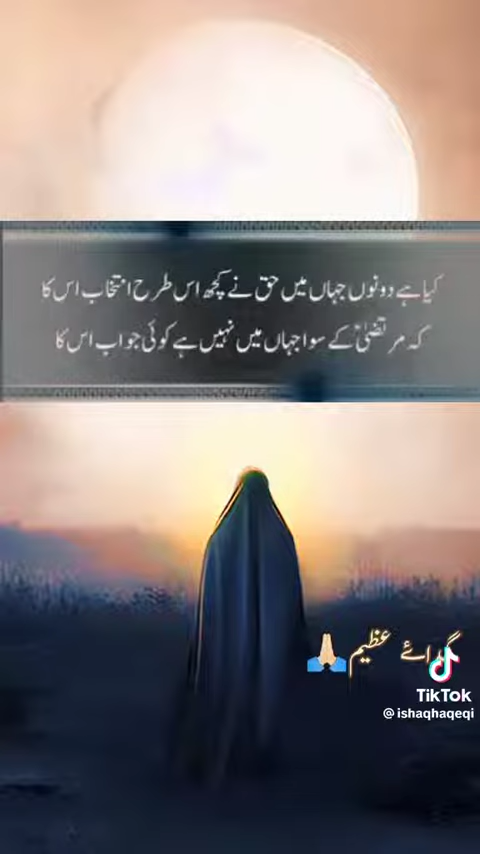 کیا ہے دونوں جہاں میں حق نے کچھ اس طرح انتخاب اس کا
کہ مرتضیٰؑ کے سوا جہاں میں نہیں ہے کوئی جواب اس کا
گدائے عظیم🙏🏻
TikTok
@ishaqhaqeqi